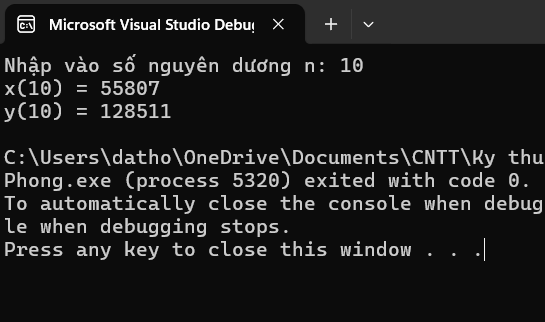 Microsoft Visual Studio Debu
Nhập vào số nguyên dương n: 10
x(10) = 55807
y(10) = 128511
C:\Users\datho\OneDrive\Documents\CNTT\Ky thu
Phong.exe (process 5320) exited with code 0.
To automatically close the console when debug
le when debugging stops.
Press any key to close this window . . .